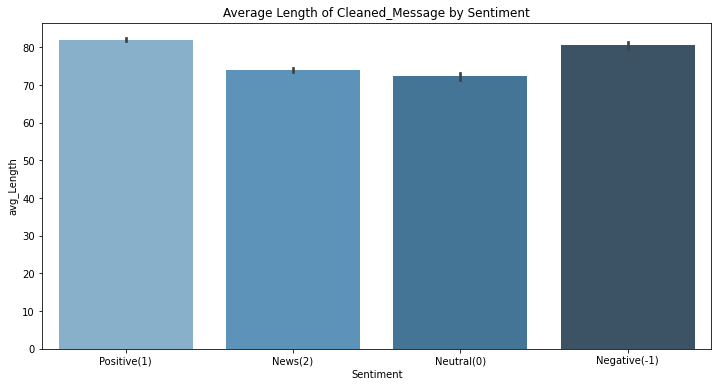 Average Length of Cleaned_Message by Sentiment
avg_Length
80
70
60
50
40
30
20
10
0
Positive(1) News(2) Neutral(0) Negative(-1)
Sentiment